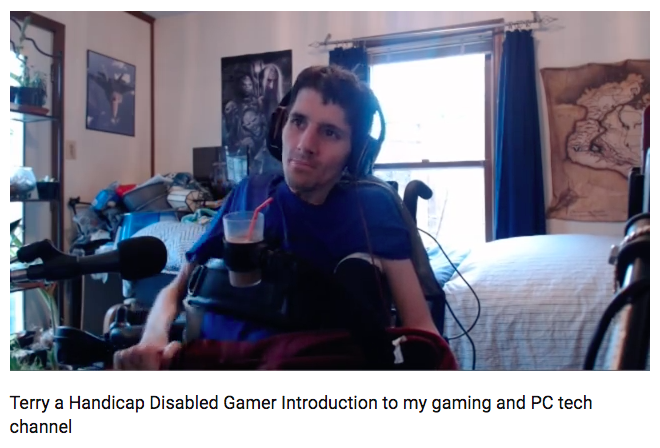 Terry a Handicap Disabled Gamer Introduction to my gaming and PC tech
channel